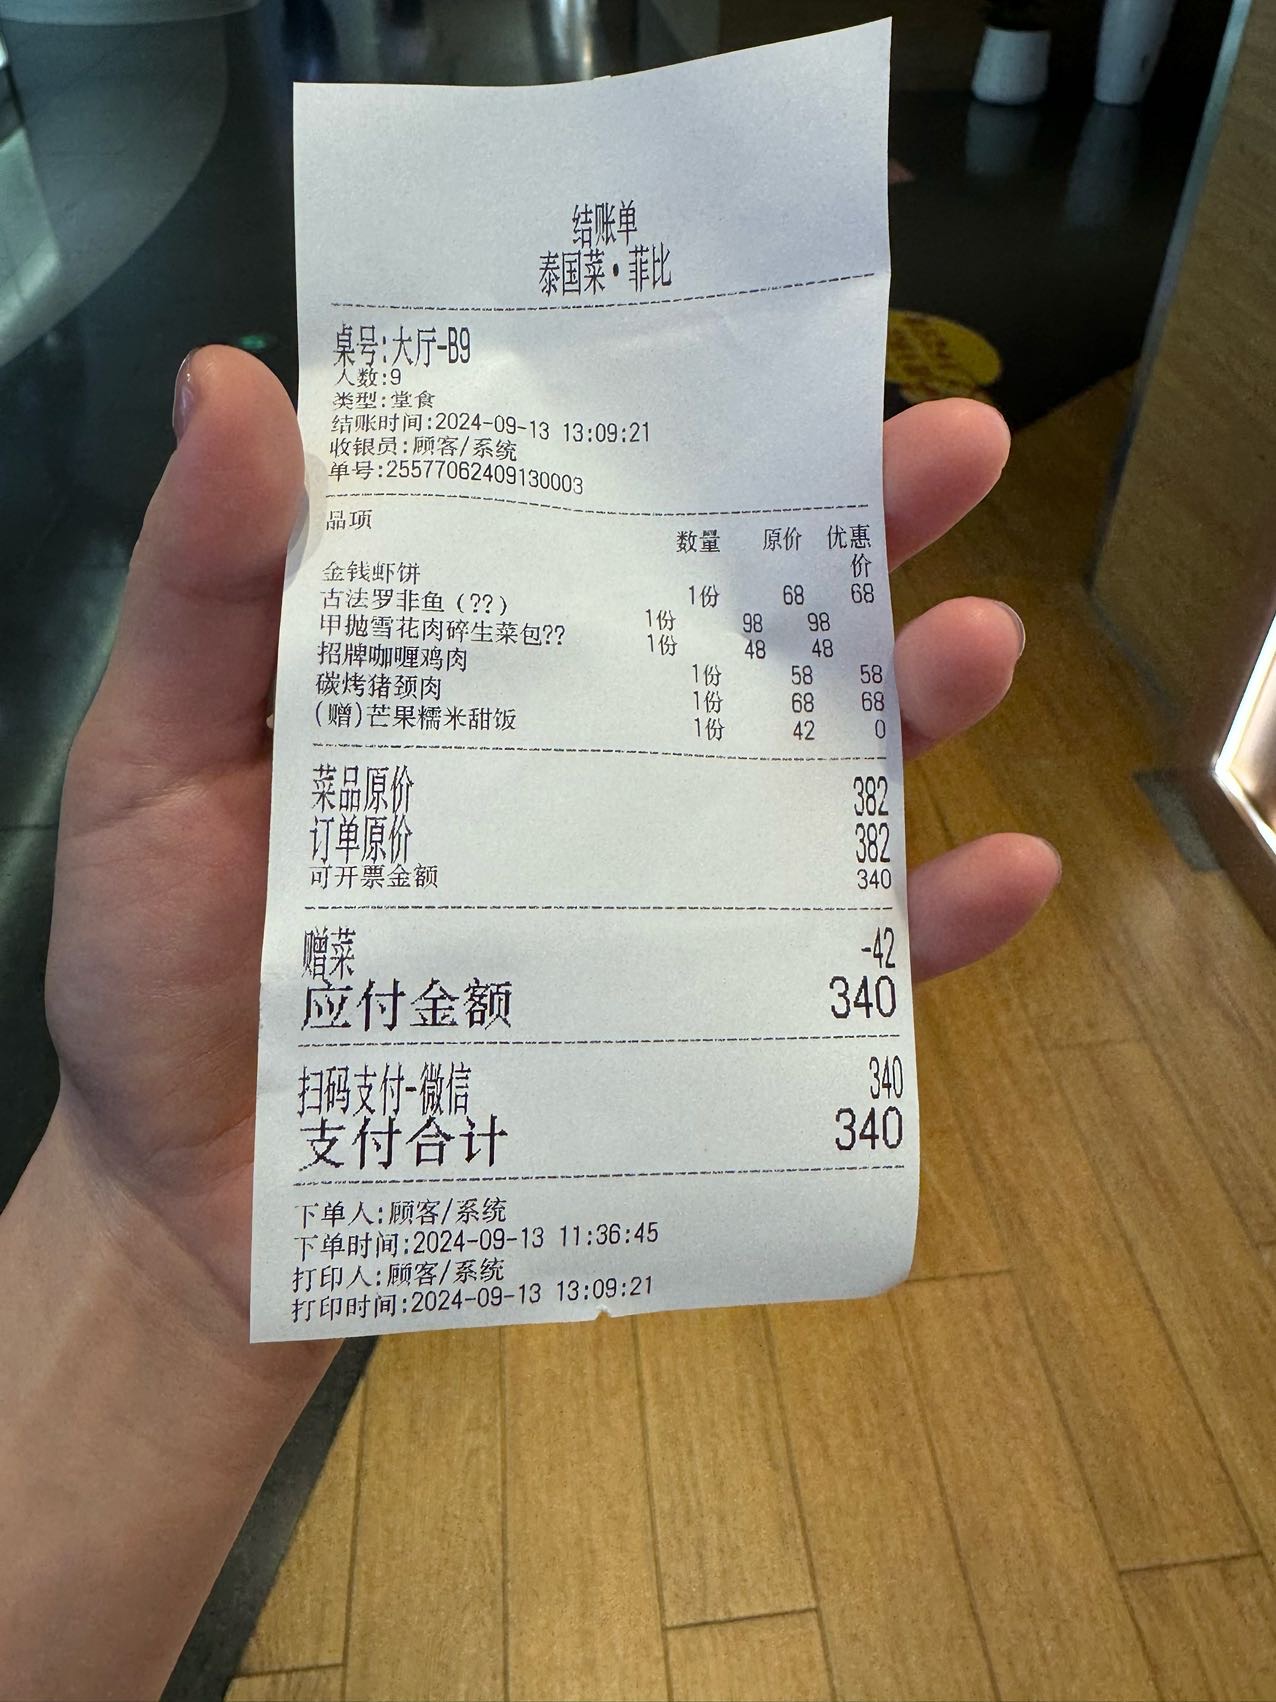 结账单
泰国菜·菲比
桌号:大厅-B9
人数:9
类型:堂食
结账时间:2024-09-13 13:09:21
收银员:顾客/系统
单号:25577062409130003
品项 数量 原价 优惠价
金钱虾饼 1份 68 68
古法罗非鱼(??) 1份 98 98
甲抛雪花肉碎生菜包?? 1份 48 48
招牌咖喱鸡肉 1份 58 58
碳烤猪颈肉 1份 68 68
(赠)芒果糯米甜饭 1份 42 0
菜品原价 382
订单原价 382
可开票金额 340
赠菜 -42
应付金额 340
扫码支付-微信 340
支付合计 340
下单人:顾客/系统
下单时间:2024-09-13 11:36:45
打印人:顾客/系统
打印时间:2024-09-13 13:09:21